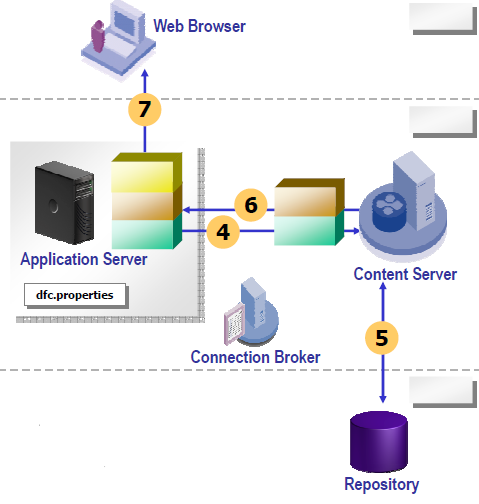 Web Browser
7
6
4
Application Server
Content Server
dfc.properties
5
Connection Broker
Repository